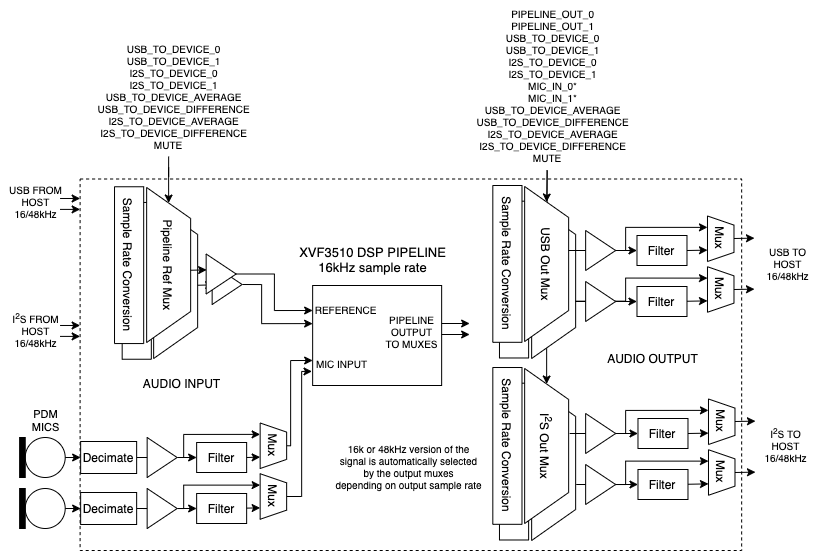 PIPELINE_OUT_0
PIPELINE_OUT_1
USB_TO_DEVICE_0
USB_TO_DEVICE_1
I2S_TO_DEVICE_0
I2S_TO_DEVICE_1
MIC_IN_0*
MIC_IN_1*
USB_TO_DEVICE_AVERAGE
USB_TO_DEVICE_DIFFERENCE
I2S_TO_DEVICE_AVERAGE
I2S_TO_DEVICE_DIFFERENCE
MUTE
USB_TO_DEVICE_0
USB_TO_DEVICE_1
I2S_TO_DEVICE_0
I2S_TO_DEVICE_1
USB_TO_DEVICE_AVERAGE
USB_TO_DEVICE_DIFFERENCE
I2S_TO_DEVICE_AVERAGE
I2S_TO_DEVICE_DIFFERENCE
MUTE
USB FROM
HOST
16/48kHz
I²S FROM
HOST
16/48kHz
Sample Rate Conversion
Pipeline Ref Mux
AUDIO INPUT
XVF3510 DSP PIPELINE
16kHz sample rate
REFERENCE
MIC INPUT
PIPELINE
OUTPUT
TO MUXES
Sample Rate Conversion
USB Out Mux
Filter
Mux
Filter
Mux
USB TO
HOST
16/48kHz
AUDIO OUTPUT
Sample Rate Conversion
I²S Out Mux
Filter
Mux
Filter
Mux
I²S TO
HOST
16/48kHz
PDM
MICS
Decimate
Filter
Mux
Decimate
Filter
Mux
16k or 48kHz version of the
signal is automatically selected
by the output muxes
depending on output sample rate